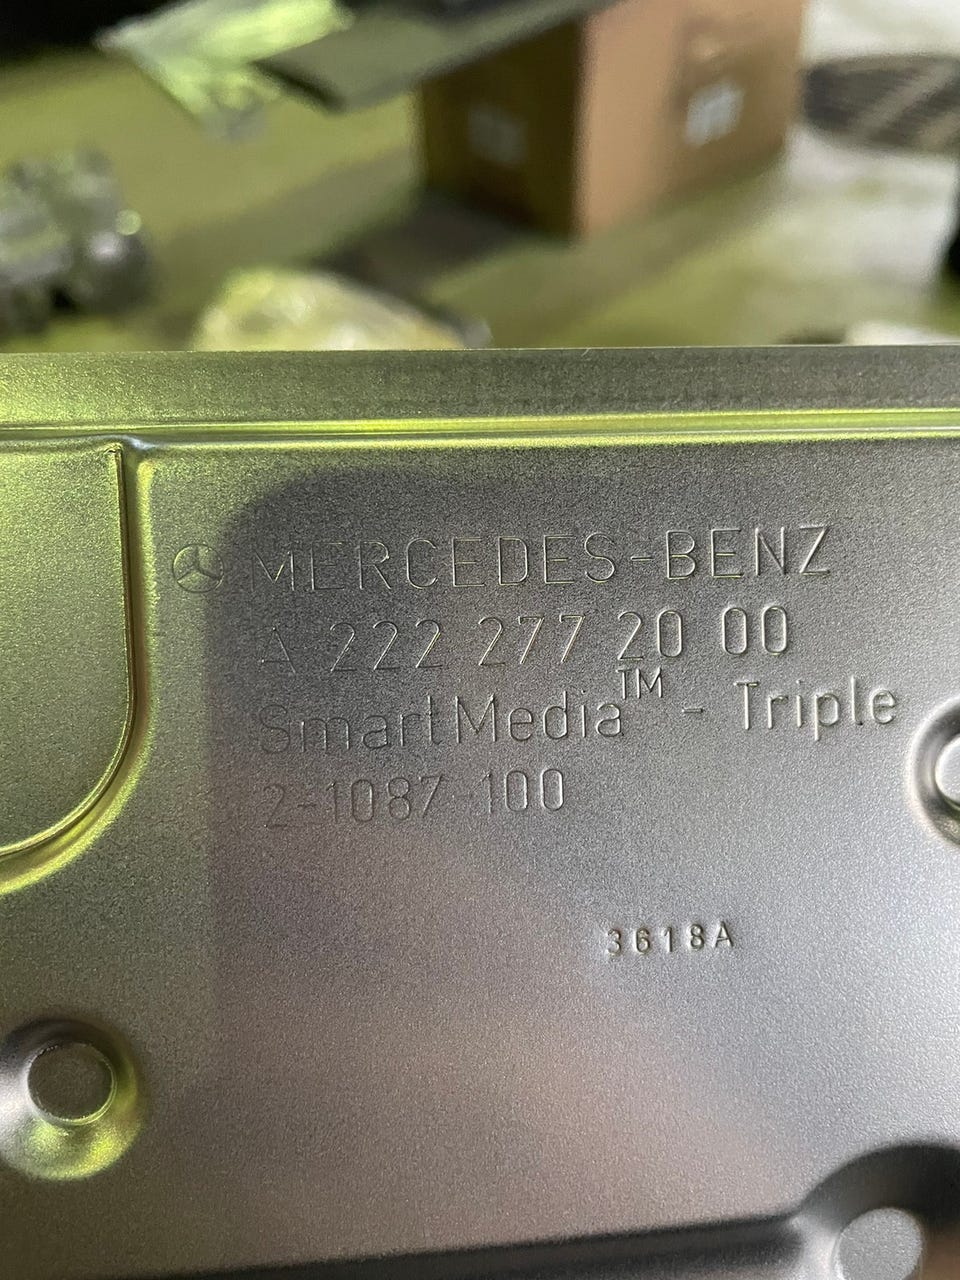 MERCEDES-BENZ
A 222 277 20 00
SmartMedia™ - Triple
2-1087-100
3618A